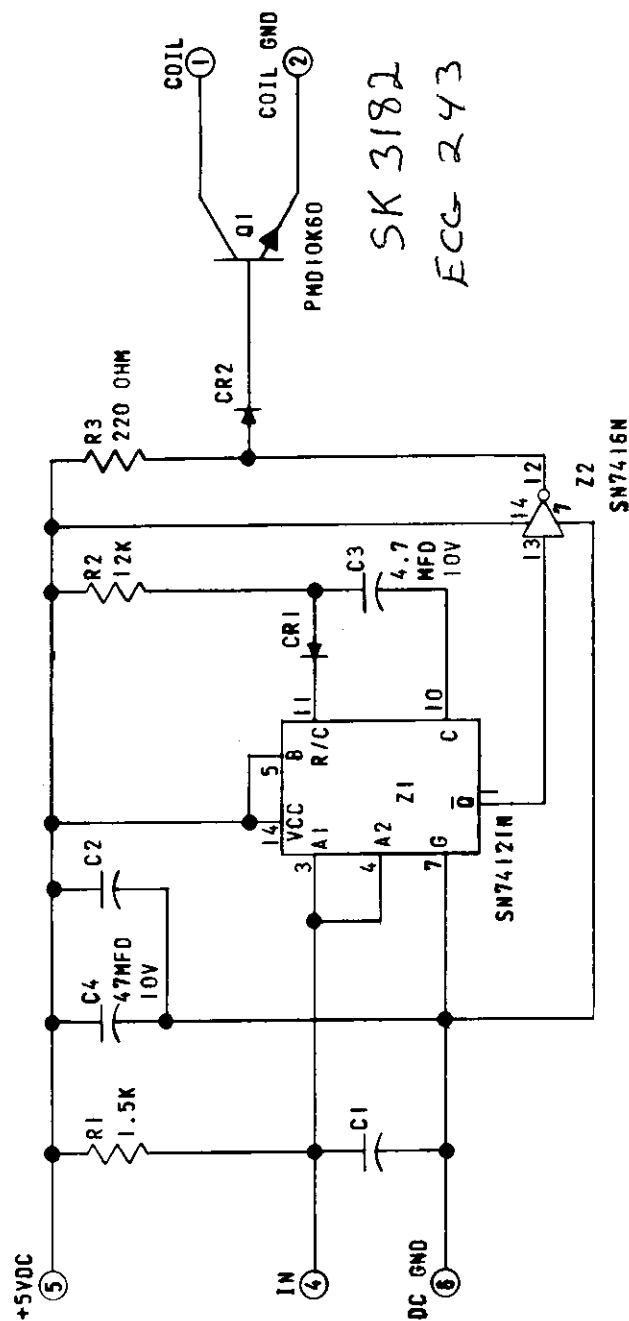 +5VDC
5
R1
1.5K
C4
47MFD
10V
C2
R2
12K
R3
220 OHM
COIL
1
COIL GND
2
Q1
PMD10K60
SK 3182
ECG 243
CR2
CR1
14
VCC
5
B
11
R/C
IN
4
3
A1
4
A2
Z1
7
G
Q̅
1
C
10
SN74121N
C3
4.7
MFD
10V
13
14
7
12
Z2
SN7416N
C1
DC GND
6